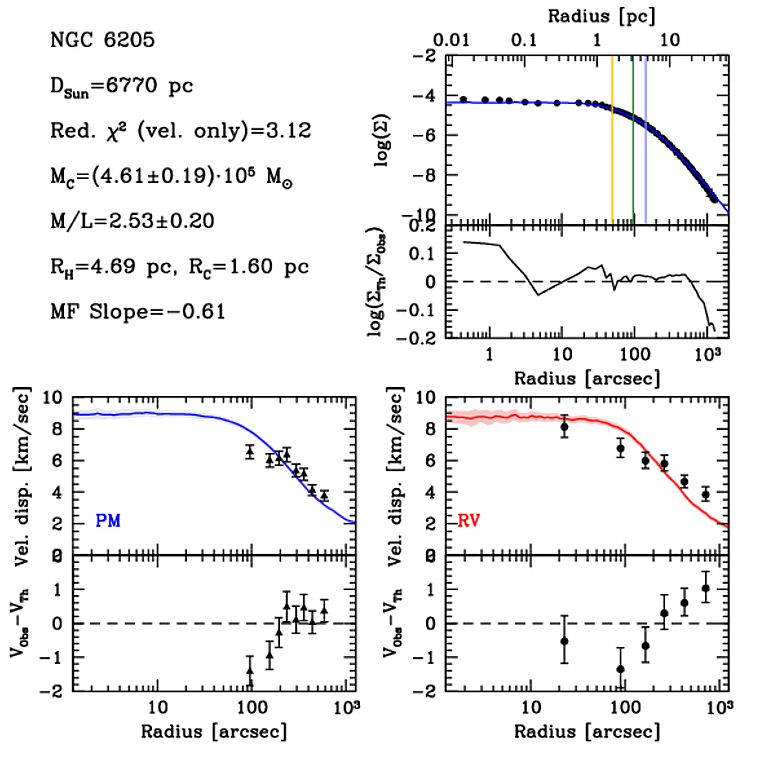 NGC 6205
D_Sun=6770 pc
Red. χ² (vel. only)=3.12
M_C=(4.61±0.19)·10⁵ M_⊙
M/L=2.53±0.20
R_H=4.69 pc, R_C=1.60 pc
MF Slope=−0.61
Radius [pc]
0.01 0.1 1 10
−2
−4
−6
−8
−10
log(Σ)
0.2
0.1
0
−0.1
−0.2
log(Σ_Th/Σ_Obs)
1 10 100 10³
Radius [arcsec]
10
8
6
4
2
0
Vel. disp. [km/sec]
PM
2
1
0
−1
−2
V_Obs−V_Th
10 100 10³
Radius [arcsec]
10
8
6
4
2
0
Vel. disp. [km/sec]
RV
2
1
0
−1
−2
V_Obs−V_Th
10 100 10³
Radius [arcsec]